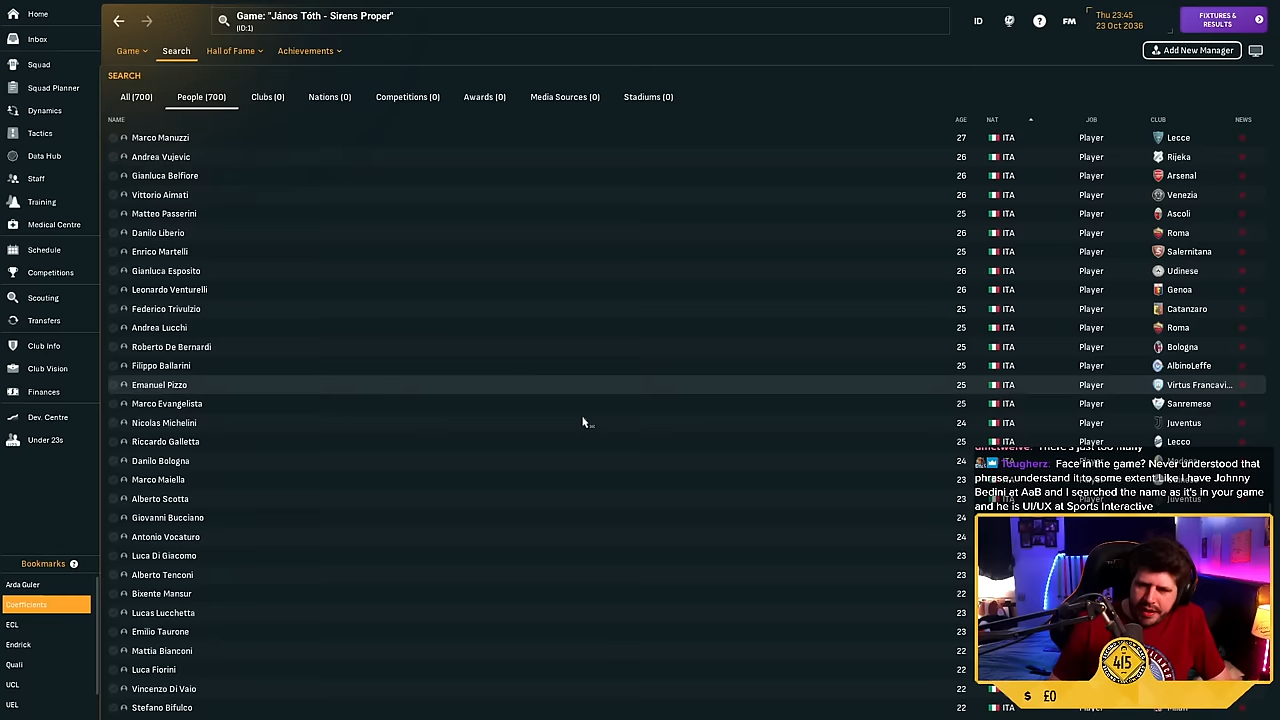 Home
Inbox
Squad
Squad Planner
Dynamics
Tactics
Data Hub
Staff
Training
Medical Centre
Schedule
Competitions
Scouting
Transfers
Club Info
Club Vision
Finances
Dev. Centre
Under 23s
Bookmarks ?
Arda Guler
Coefficients
ECL
Endrick
Quali
UCL
UEL
Game: "János Tóth - Sirens Proper"
(ID:1)
ID
?
FM
Thu 23:45
23 Oct 2036
FIXTURES & RESULTS
Game
Search
Hall of Fame
Achievements
Add New Manager
SEARCH
All (700)
People (700)
Clubs (0)
Nations (0)
Competitions (0)
Awards (0)
Media Sources (0)
Stadiums (0)
NAME AGE NAT JOB CLUB NEWS
Marco Manuzzi 27 ITA Player Lecce
Andrea Vujevic 26 ITA Player Rijeka
Gianluca Belfiore 26 ITA Player Arsenal
Vittorio Aimati 26 ITA Player Venezia
Matteo Passerini 25 ITA Player Ascoli
Danilo Liberio 26 ITA Player Roma
Enrico Martelli 25 ITA Player Salernitana
Gianluca Esposito 26 ITA Player Udinese
Leonardo Venturelli 26 ITA Player Genoa
Federico Trivulzio 25 ITA Player Catanzaro
Andrea Lucchi 25 ITA Player Roma
Roberto De Bernardi 25 ITA Player Bologna
Filippo Ballarini 25 ITA Player AlbinoLeffe
Emanuel Pizzo 25 ITA Player Virtus Francavi...
Marco Evangelista 25 ITA Player Sanremese
Nicolas Michelini 24 ITA Player Juventus
Riccardo Galletta 25 ITA Player Lecco
Danilo Bologna 24
Marco Maiella 23
Alberto Scotta 23
Giovanni Bucciano 24
Antonio Vocaturo 24
Luca Di Giacomo 23
Alberto Tenconi 23
Bixente Mansur 22
Lucas Lucchetta 23
Emilio Taurone 23
Mattia Bianconi 22
Luca Fiorini 22
Vincenzo Di Vaio 22
Stefano Bifulco 22 ITA Player Milan
There's just too many
Tougherz: Face in the game? Never understood that
phrase, understand it to some extent Like I have Johnny
Bedini at AaB and I searched the name as it's in your game
and he is UI/UX at Sports Interactive
415
$ £0